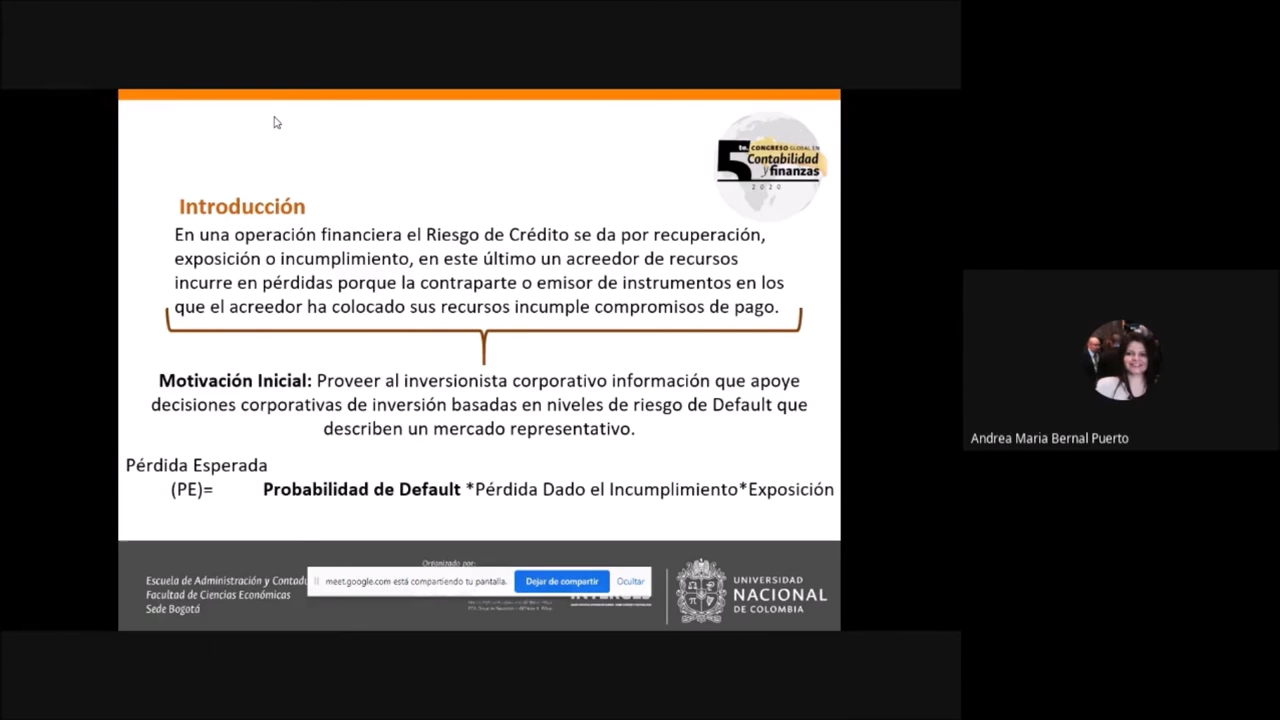 5to. CONGRESO GLOBAL EN
Contabilidad
y finanzas
2020
Introducción
En una operación financiera el Riesgo de Crédito se da por recuperación,
exposición o incumplimiento, en este último un acreedor de recursos
incurre en pérdidas porque la contraparte o emisor de instrumentos en los
que el acreedor ha colocado sus recursos incumple compromisos de pago.
Motivación Inicial: Proveer al inversionista corporativo información que apoye
decisiones corporativas de inversión basadas en niveles de riesgo de Default que
describen un mercado representativo.
Pérdida Esperada
(PE)= Probabilidad de Default *Pérdida Dado el Incumplimiento*Exposición
Andrea Maria Bernal Puerto
Organizado por:
Escuela de Administración y Contadu
Facultad de Ciencias Económicas
Sede Bogotá
meet.google.com está compartiendo tu pantalla.
Dejar de compartir
Ocultar
UNIVERSIDAD
NACIONAL
DE COLOMBIA